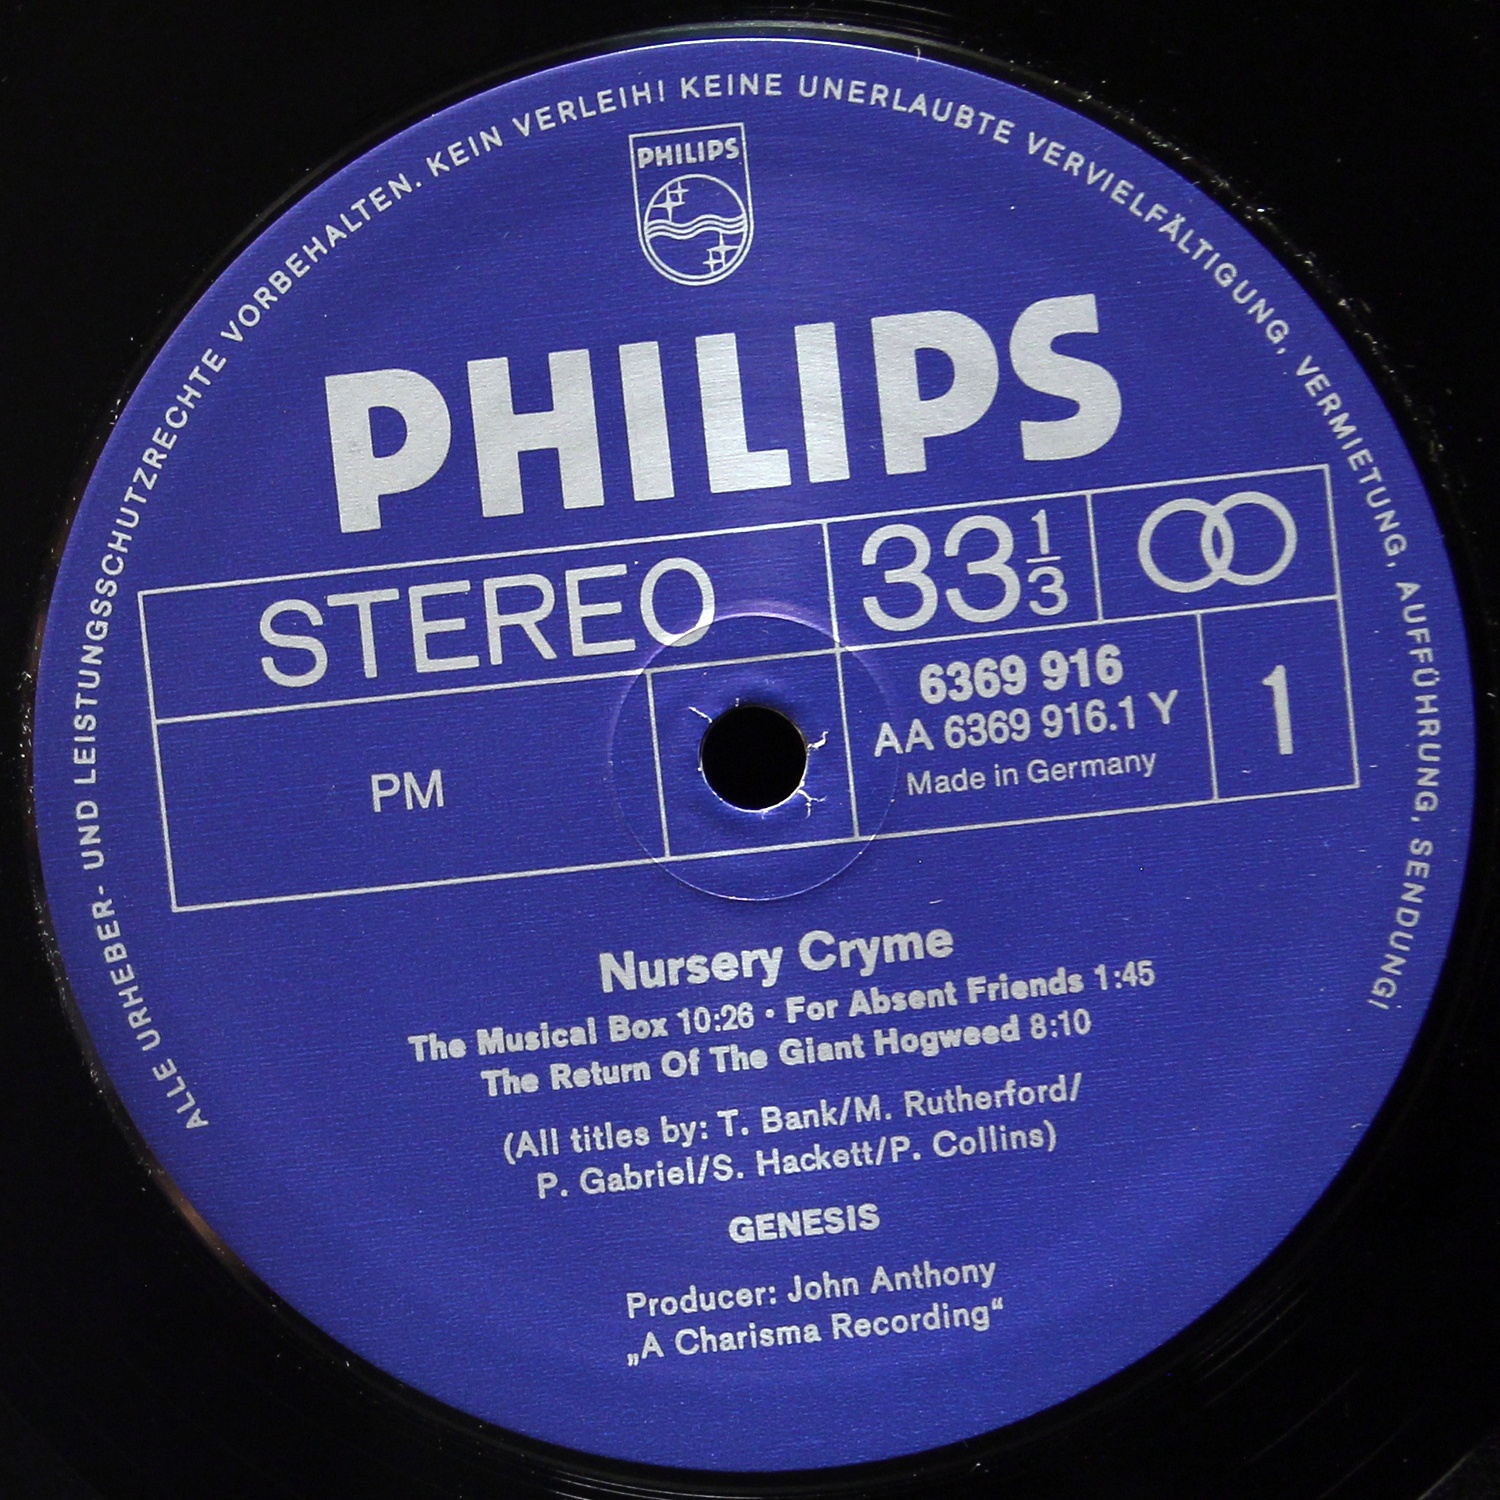 ALLE URHEBER- UND LEISTUNGSSCHUTZRECHTE VORBEHALTEN. KEIN VERLEIH! KEINE UNERLAUBTE VERVIELFÄLTIGUNG, VERMIETUNG, AUFFÜHRUNG, SENDUNG!
PHILIPS
PHILIPS
STEREO
33 1/3
PM
6369 916
AA 6369 916.1 Y
Made in Germany
1
Nursery Cryme
The Musical Box 10:26 • For Absent Friends 1:45
The Return Of The Giant Hogweed 8:10
(All titles by: T. Bank/M. Rutherford/
P. Gabriel/S. Hackett/P. Collins)
GENESIS
Producer: John Anthony
„A Charisma Recording“